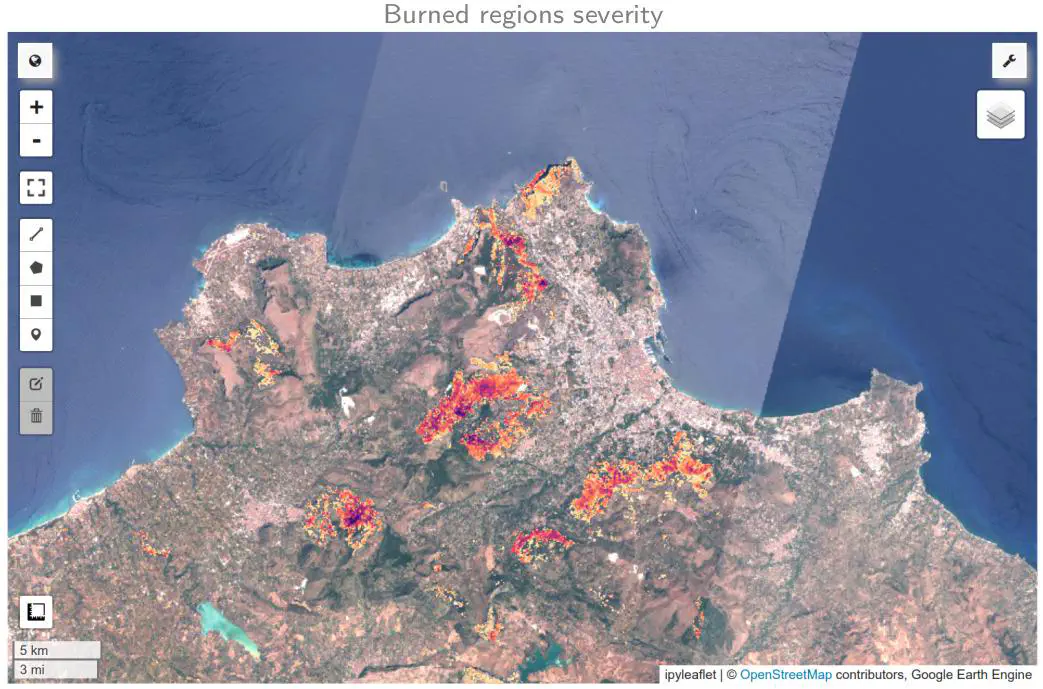 Burned regions severity
+
-
5 km
3 mi
ipyleaflet | © OpenStreetMap contributors, Google Earth Engine